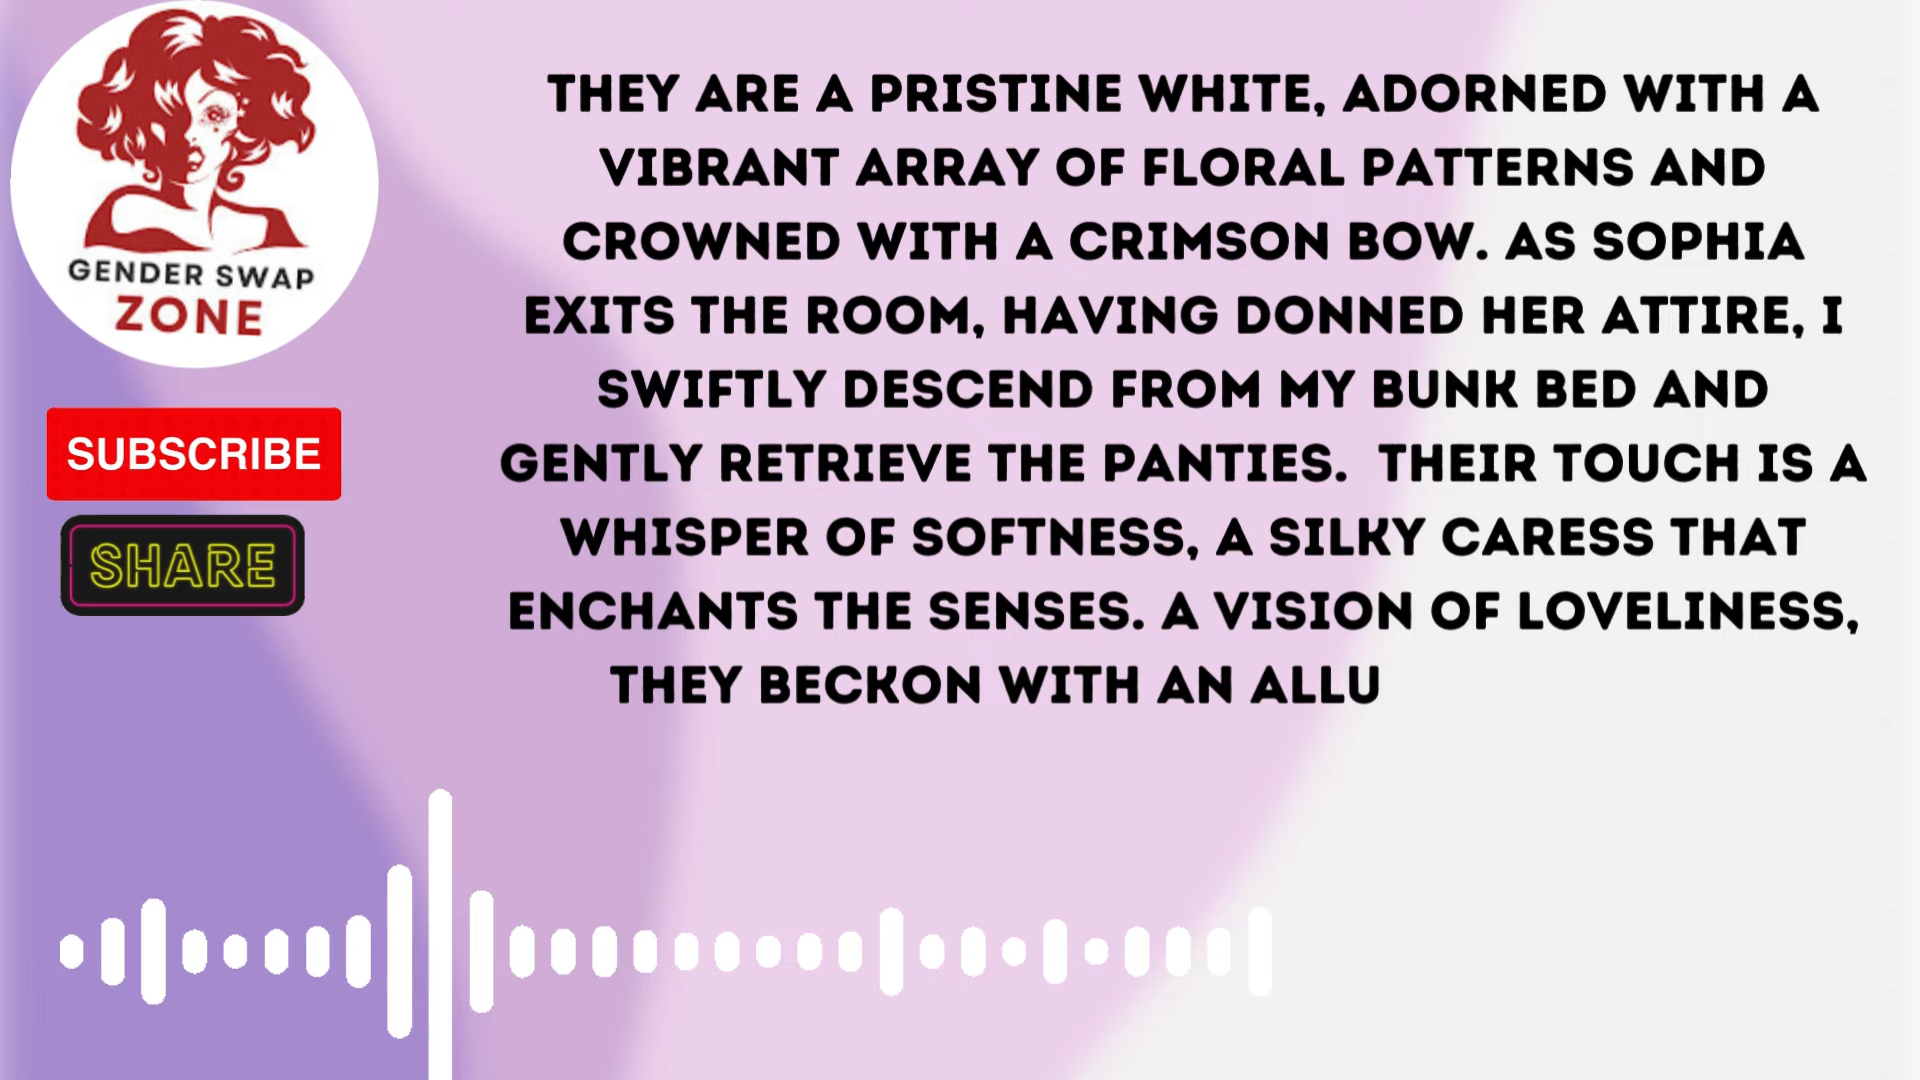 GENDER SWAP
ZONE
SUBSCRIBE
SHARE
THEY ARE A PRISTINE WHITE, ADORNED WITH A
VIBRANT ARRAY OF FLORAL PATTERNS AND
CROWNED WITH A CRIMSON BOW. AS SOPHIA
EXITS THE ROOM, HAVING DONNED HER ATTIRE, I
SWIFTLY DESCEND FROM MY BUNK BED AND
GENTLY RETRIEVE THE PANTIES. THEIR TOUCH IS A
WHISPER OF SOFTNESS, A SILKY CARESS THAT
ENCHANTS THE SENSES. A VISION OF LOVELINESS,
THEY BECKON WITH AN ALLU